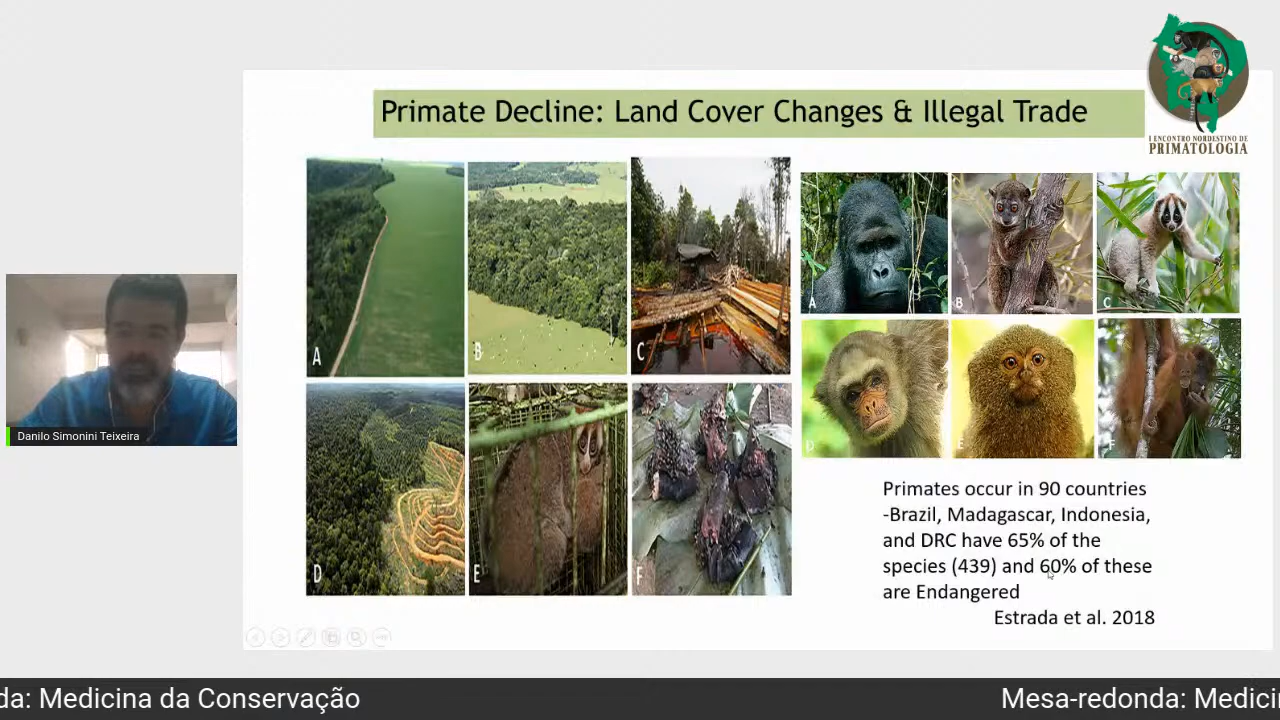 Primate Decline: Land Cover Changes & Illegal Trade
I ENCONTRO NORDESTINO DE
PRIMATOLOGIA
A
B
C
D
E
F
A
B
C
D
E
F
Danilo Simonini Teixeira
Primates occur in 90 countries
-Brazil, Madagascar, Indonesia,
and DRC have 65% of the
species (439) and 60% of these
are Endangered
Estrada et al. 2018
da: Medicina da Conservação
Mesa-redonda: Medici